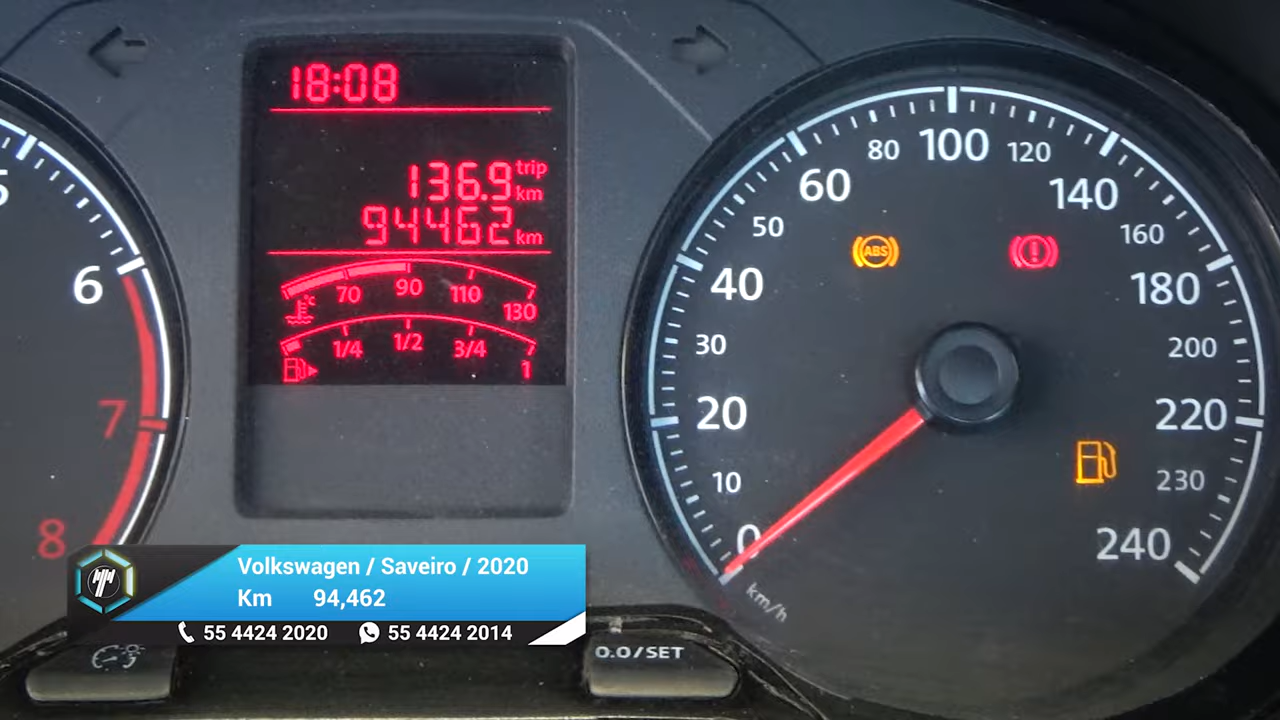 18:08
136.9 trip km
94462 km
70 90 110 130
°C
1/4 1/2 3/4 1
6
7
8
0
10
20
30
40
50
60
80
100
120
140
160
180
200
220
230
240
km/h
ABS
!
Volkswagen / Saveiro / 2020
Km 94,462
55 4424 2020 55 4424 2014
0.0/SET